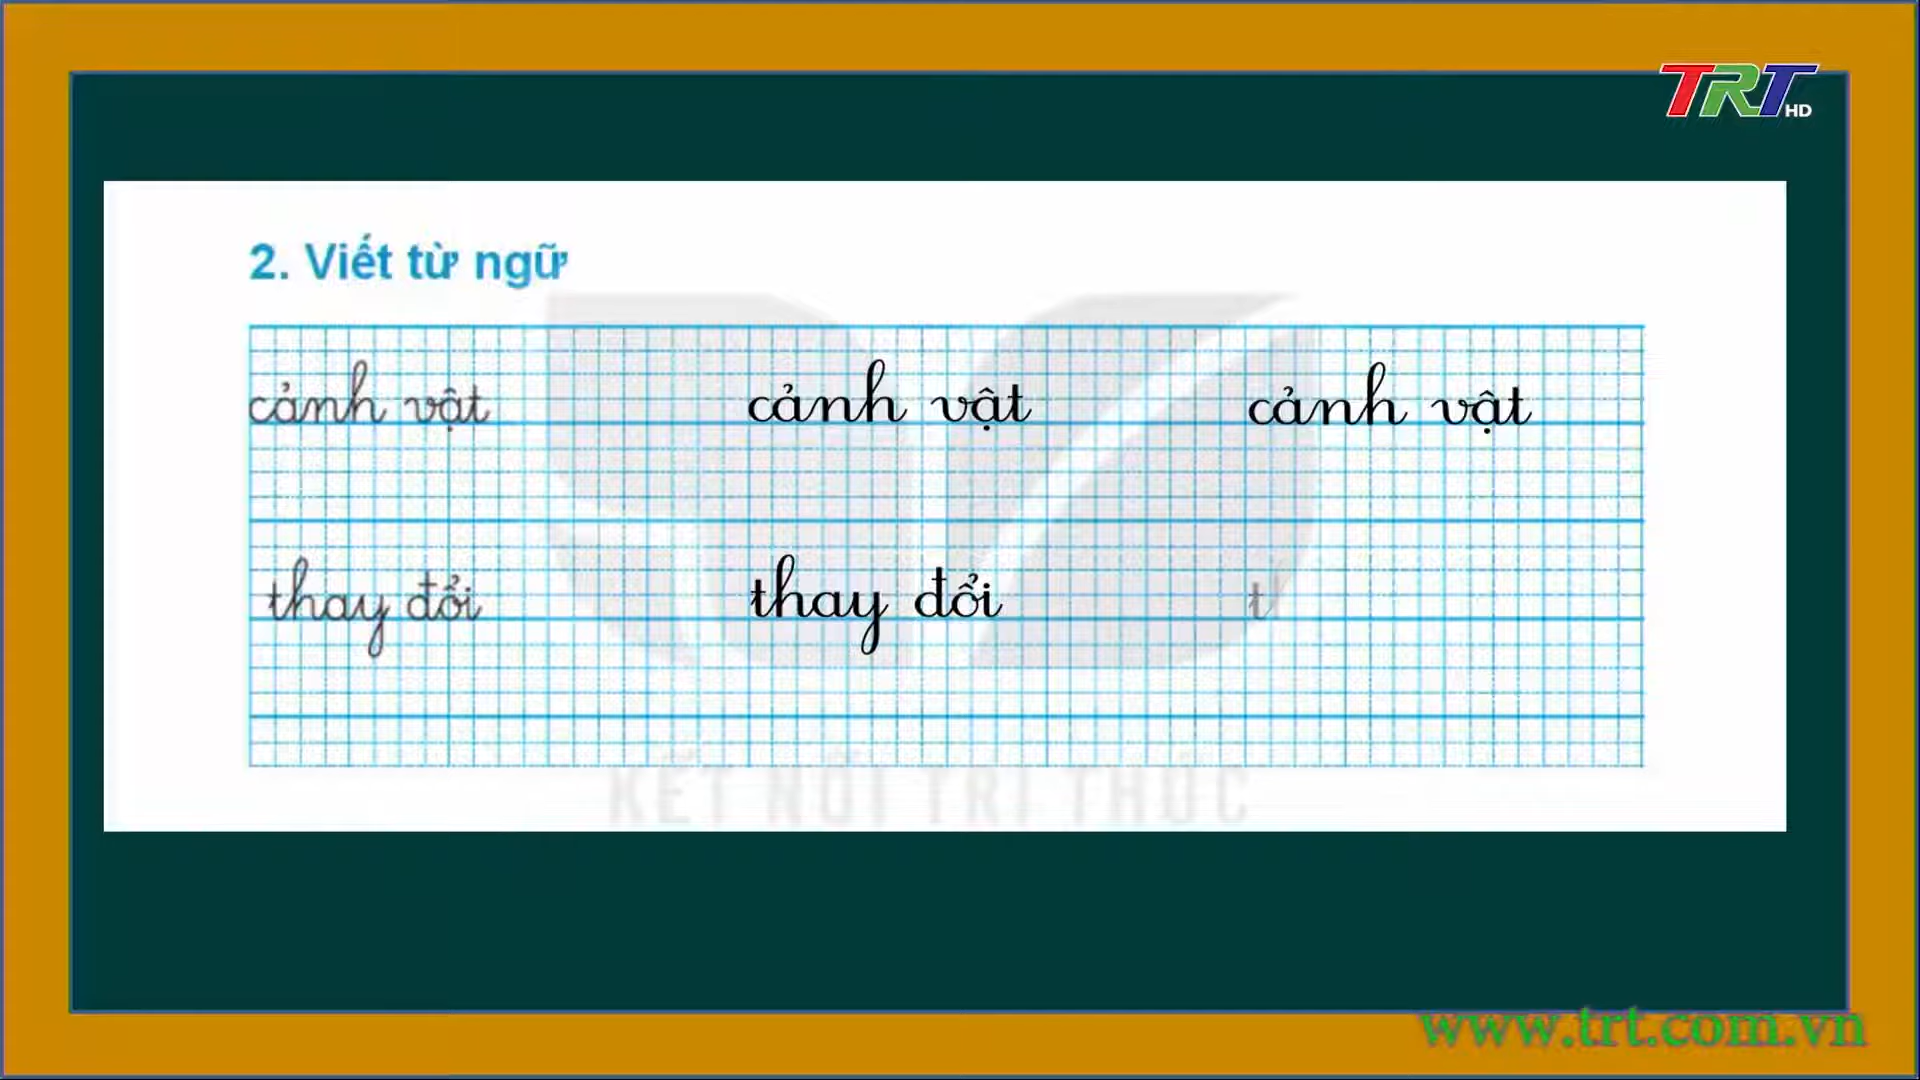 TRT HD
2. Viết từ ngữ
cảnh vật cảnh vật cảnh vật
thay đổi thay đổi th
KẾT NỐI TRI THỨC
www.trt.com.vn